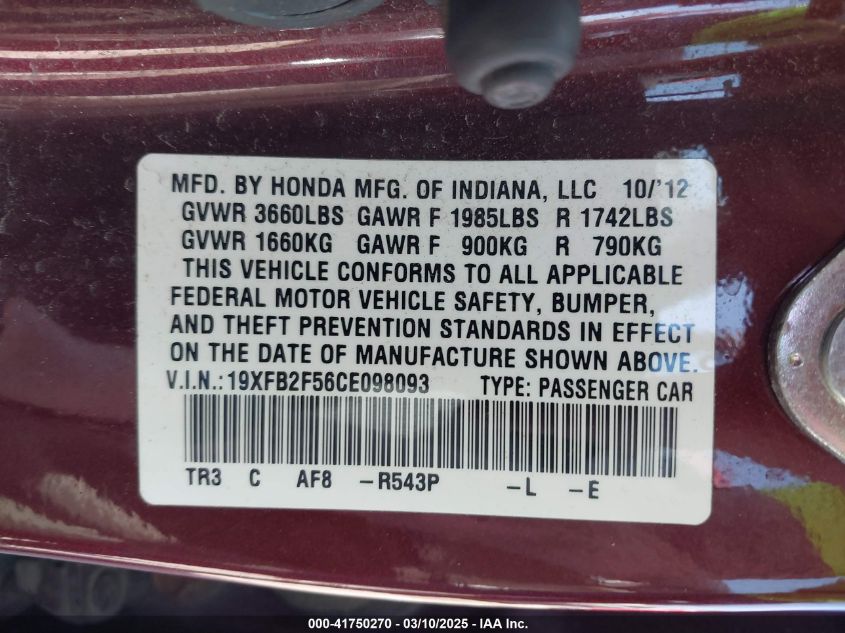 MFD. BY HONDA MFG. OF INDIANA, LLC 10/'12
GVWR 3660LBS GAWR F 1985LBS R 1742LBS
GVWR 1660KG GAWR F 900KG R 790KG
THIS VEHICLE CONFORMS TO ALL APPLICABLE
FEDERAL MOTOR VEHICLE SAFETY, BUMPER,
AND THEFT PREVENTION STANDARDS IN EFFECT
ON THE DATE OF MANUFACTURE SHOWN ABOVE.
V.I.N.:19XFB2F56CE098093 TYPE: PASSENGER CAR
TR3 C AF8 -R543P -L -E
000-41750270 - 03/10/2025 - IAAI Inc.